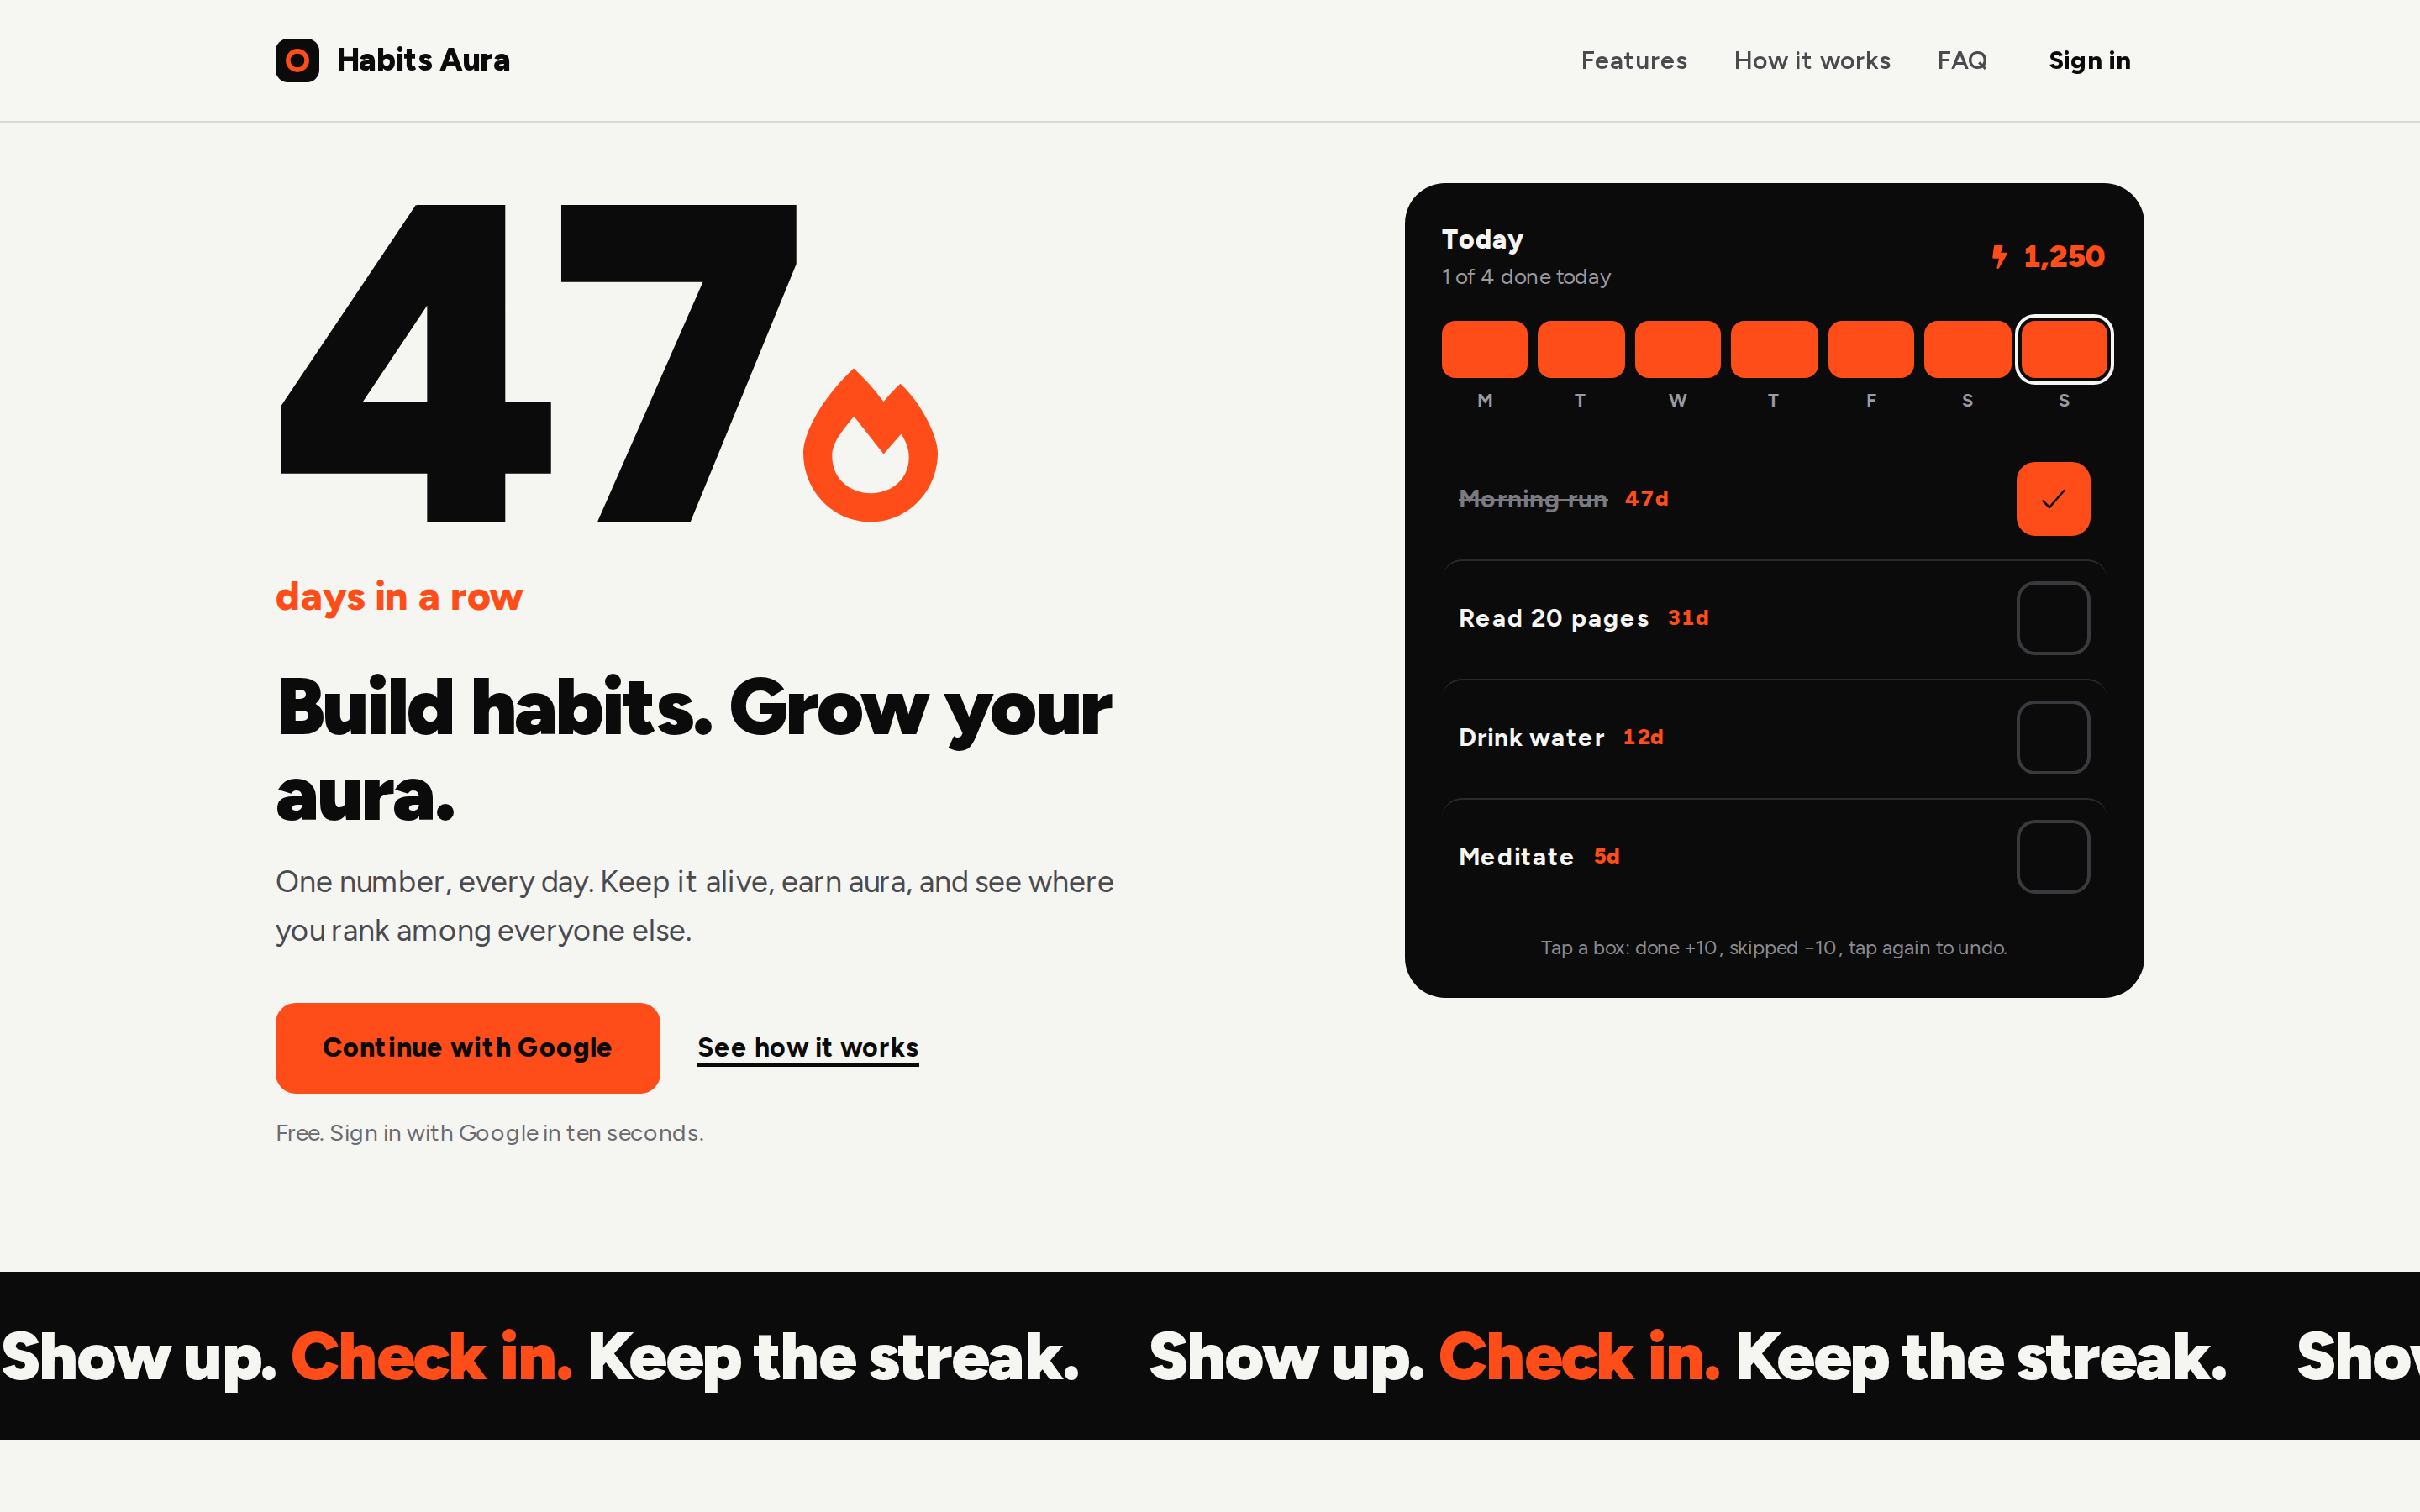 Habits Aura
Features How it works FAQ Sign in
47
days in a row
Build habits. Grow your
aura.
One number, every day. Keep it alive, earn aura, and see where
you rank among everyone else.
Continue with Google See how it works
Free. Sign in with Google in ten seconds.
Today
1 of 4 done today
1,250
M T W T F S S
Morning run 47d
Read 20 pages 31d
Drink water 12d
Meditate 5d
Tap a box: done +10, skipped −10, tap again to undo.
Show up. Check in. Keep the streak. Show up. Check in. Keep the streak. Show